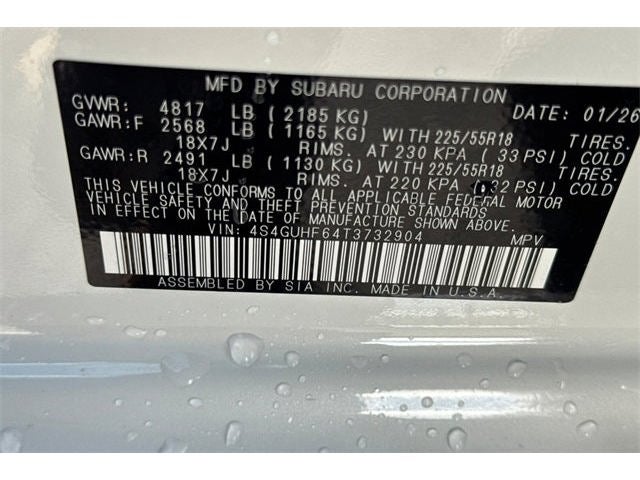 MFD BY SUBARU CORPORATION
GVWR: 4817 LB (2185 KG) DATE: 01/26
GAWR:F 2568 LB (1165 KG) WITH 225/55R18 TIRES.
18X7J RIMS. AT 230 KPA (33 PSI) COLD
GAWR:R 2491 LB (1130 KG) WITH 225/55R18 TIRES.
18X7J RIMS. AT 220 KPA (32 PSI) COLD
THIS VEHICLE CONFORMS TO ALL APPLICABLE FEDERAL MOTOR
VEHICLE SAFETY AND THEFT PREVENTION STANDARDS
IN EFFECT ON THE DATE OF MANUFACTURE SHOWN ABOVE.
VIN: 4S4GUHF64T3732904 MPV
ASSEMBLED BY SIA INC. MADE IN U.S.A.